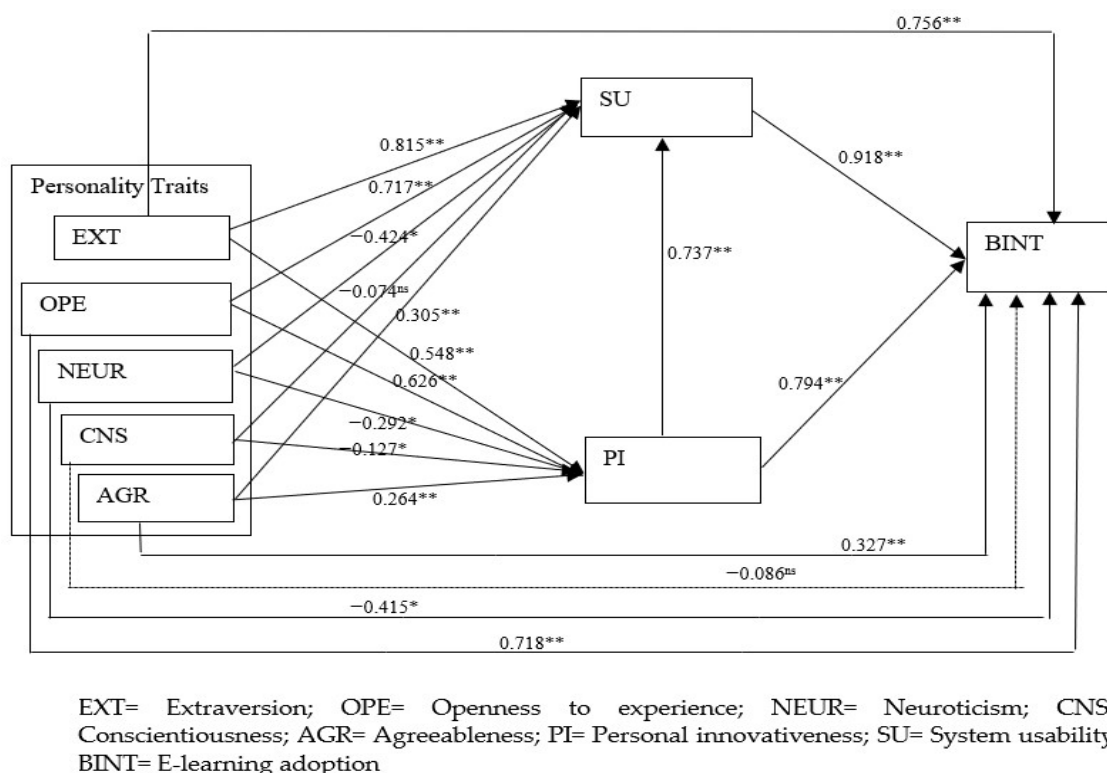 0.756**
SU
0.815**
0.918**
Personality Traits
0.717**
EXT
−0.424*
BINT
0.737**
−0.074ⁿˢ
OPE
0.305**
0.548**
NEUR
0.626**
0.794**
−0.292*
CNS
−0.127*
PI
AGR
0.264**
0.327**
−0.086ⁿˢ
−0.415*
0.718**
EXT= Extraversion; OPE= Openness to experience; NEUR= Neuroticism; CNS
Conscientiousness; AGR= Agreeableness; PI= Personal innovativeness; SU= System usability
BINT= E-learning adoption